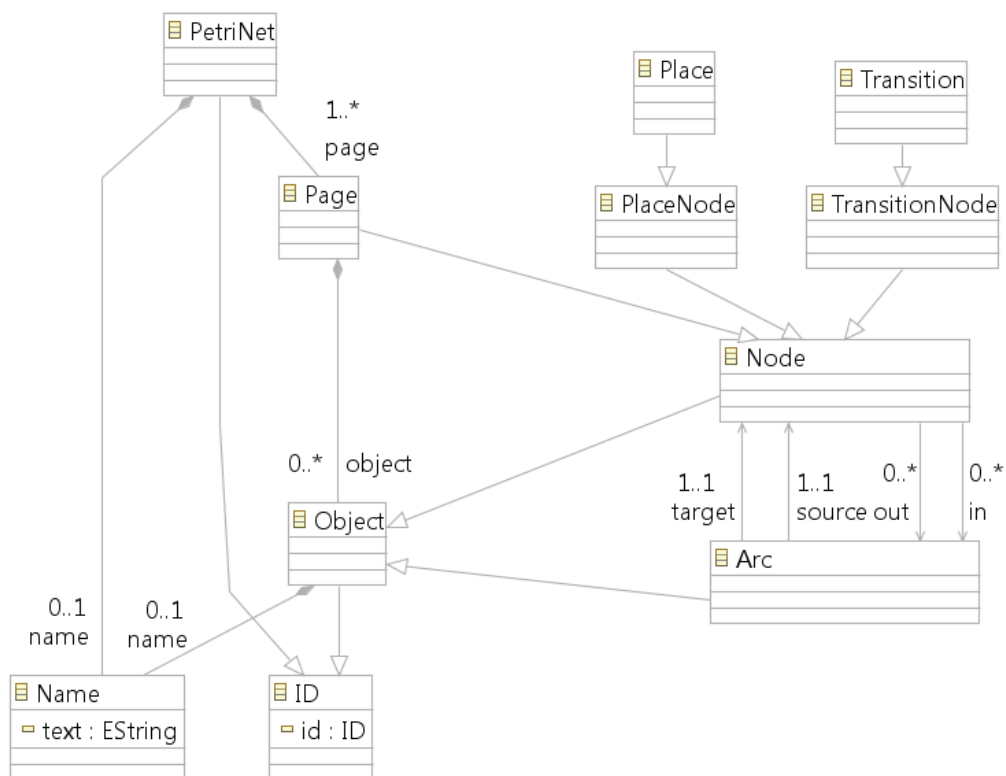 PetriNet
Place
Transition
1..*
page
Page
PlaceNode
TransitionNode
Node
0..* object
1..1
target
1..1
source out
0..*
0..*
in
Object
Arc
0..1
name
0..1
name
Name
text : EString
ID
id : ID